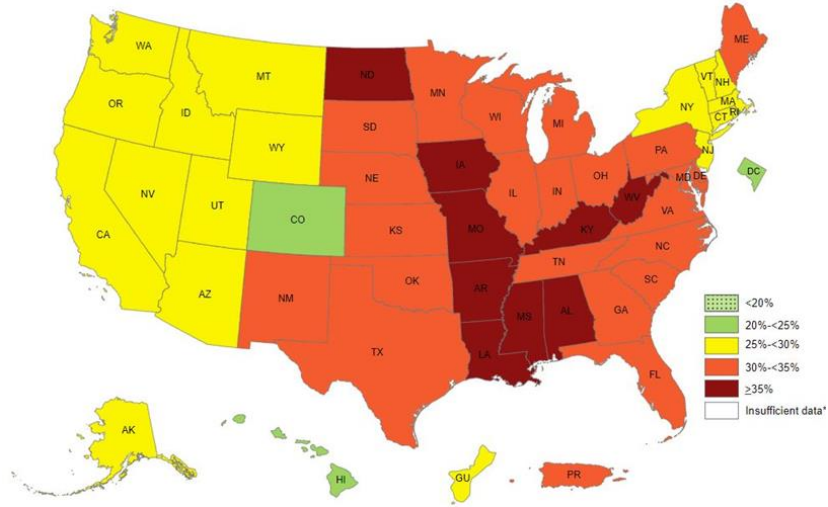 WA
MT
ND
MN
ME
OR
ID
SD
WI
MI
VT
NH
NY
MA
RI
CT
WY
NE
IA
PA
NJ
NV
UT
CO
IL
IN
OH
MD
DE
DC
CA
KS
MO
KY
WV
VA
AZ
NM
OK
AR
TN
NC
SC
TX
LA
MS
AL
GA
FL
<20%
20%-<25%
25%-<30%
30%-<35%
≥35%
Insufficient data*
AK
HI
GU
PR